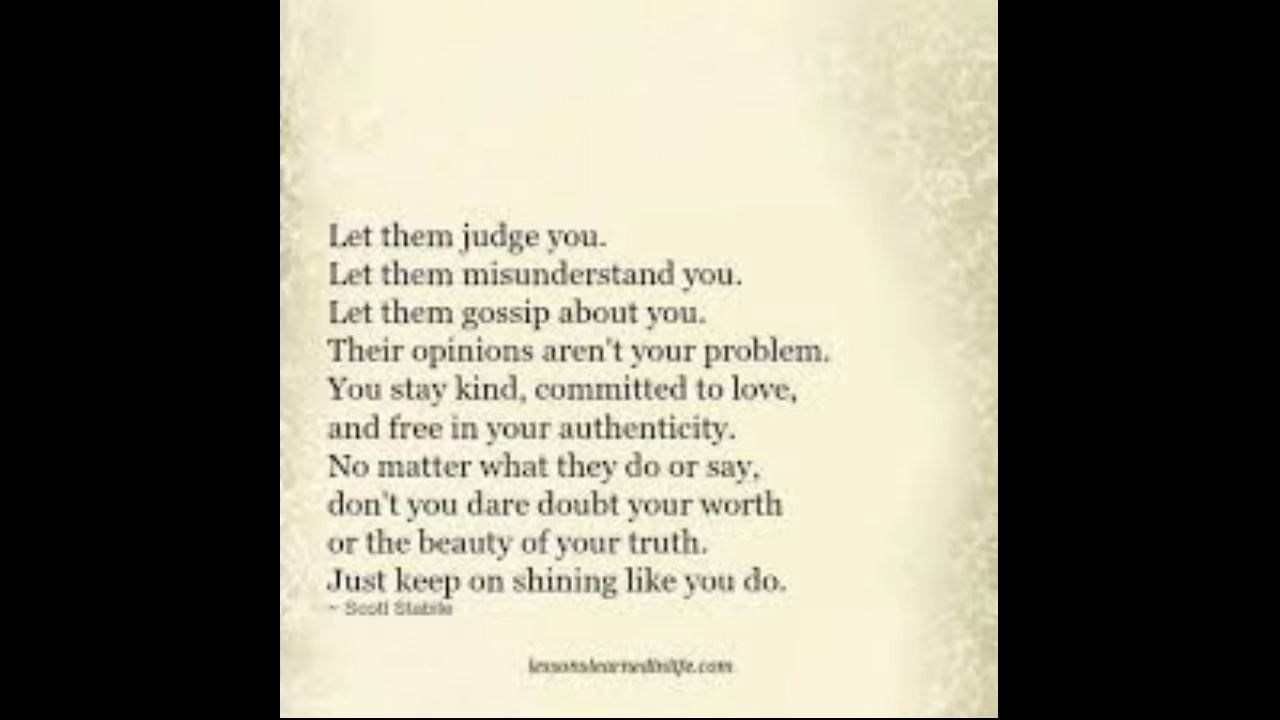 Let them judge you.
Let them misunderstand you.
Let them gossip about you.
Their opinions aren't your problem.
You stay kind, committed to love,
and free in your authenticity.
No matter what they do or say,
don't you dare doubt your worth
or the beauty of your truth.
Just keep on shining like you do.
~ Scott Stabile
lessonslearnedinlife.com